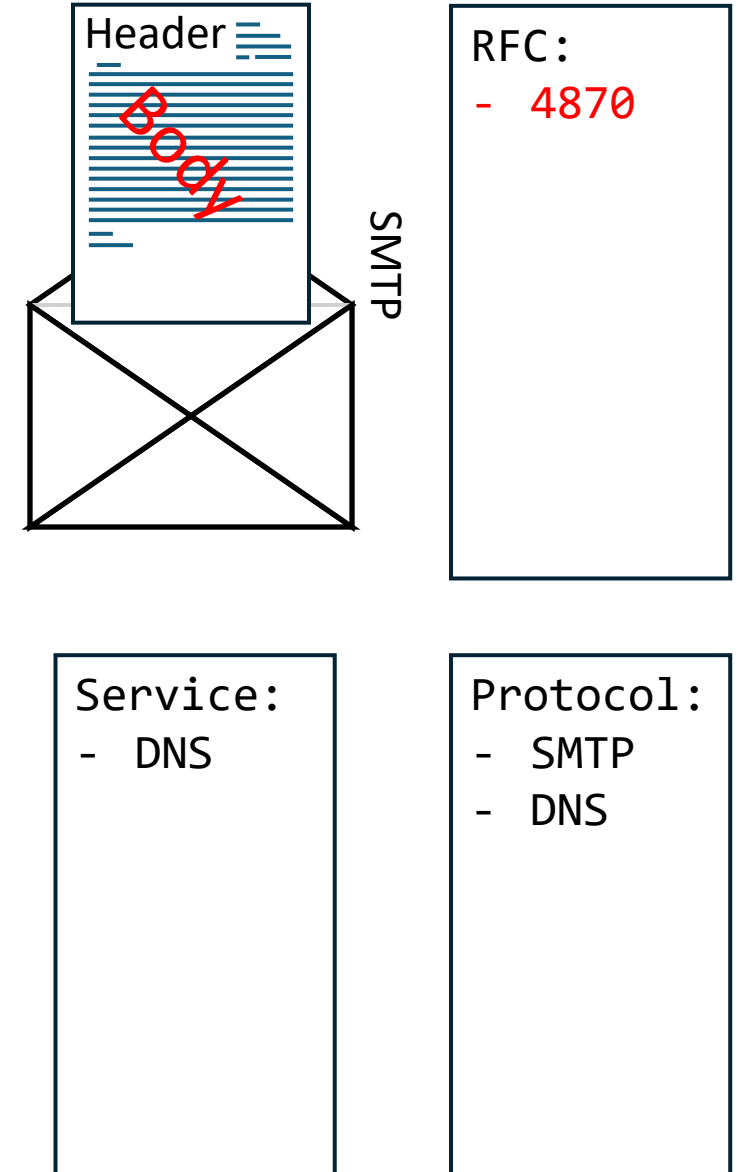 Header
Body
SMTP
RFC:
- 4870
Service:
- DNS
Protocol:
- SMTP
- DNS